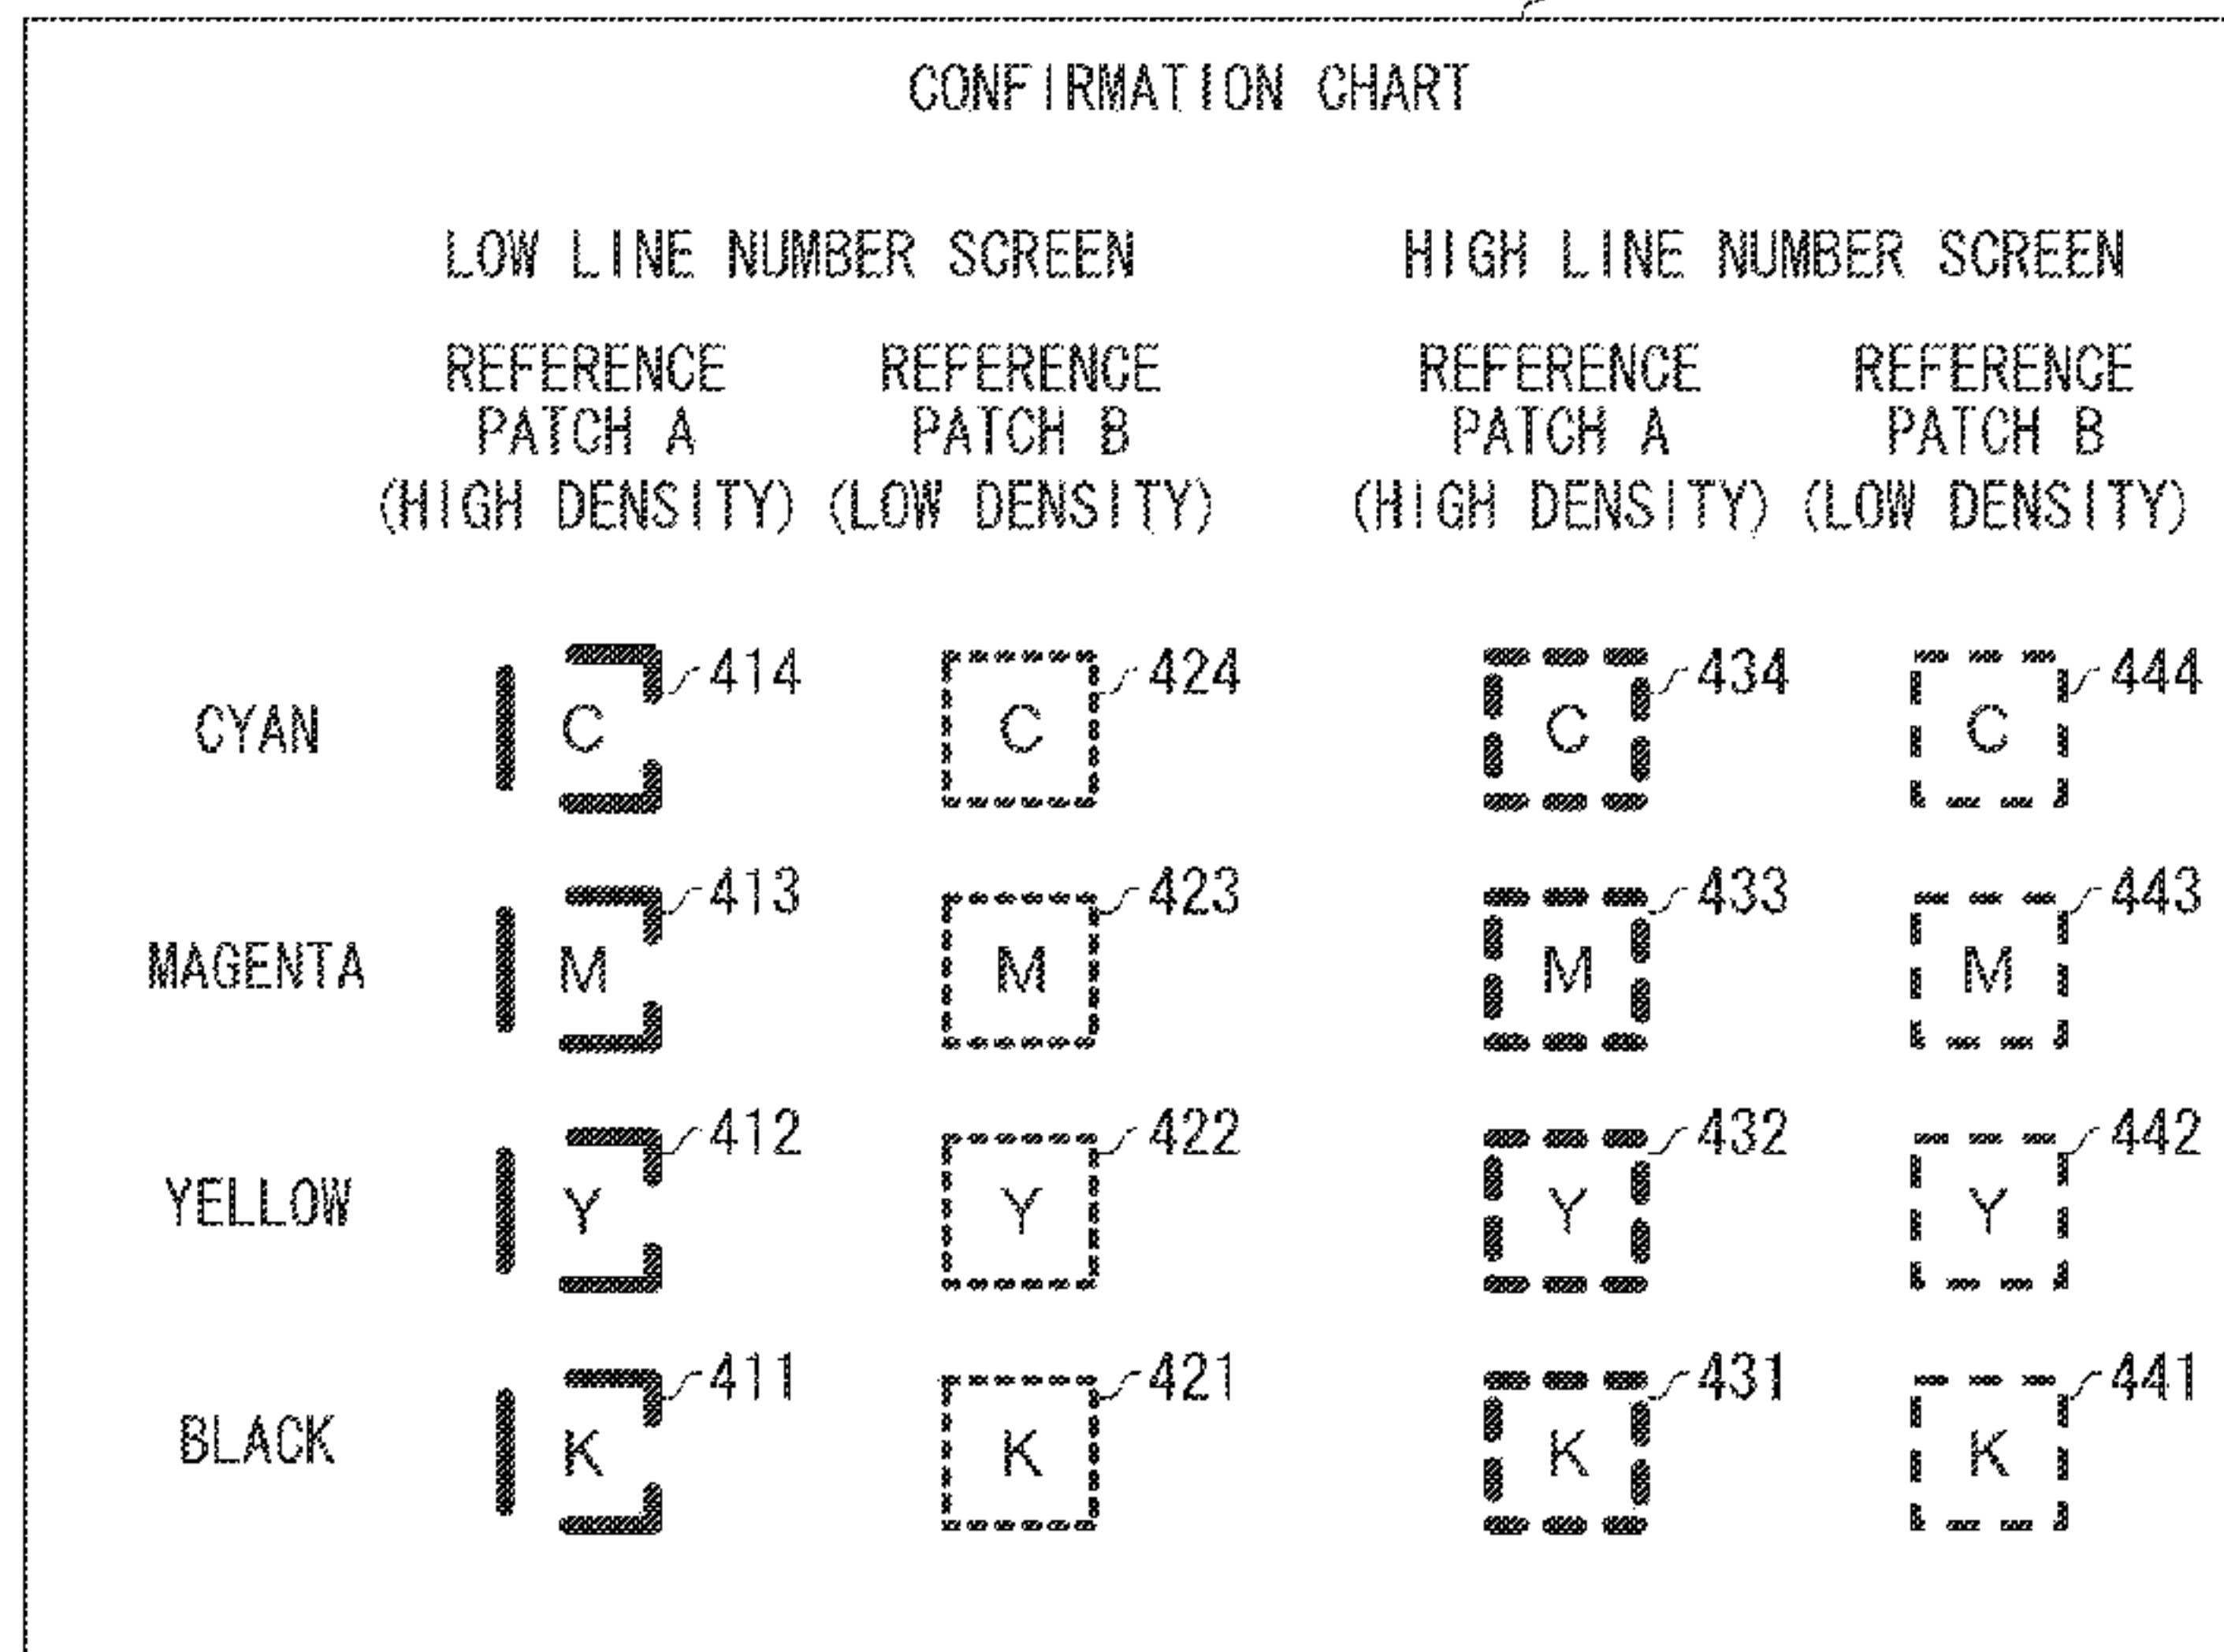 CONFIRMATION CHART
LOW LINE NUMBER SCREEN HIGH LINE NUMBER SCREEN
REFERENCE REFERENCE REFERENCE REFERENCE
PATCH A PATCH B PATCH A PATCH B
(HIGH DENSITY) (LOW DENSITY) (HIGH DENSITY) (LOW DENSITY)
CYAN C 414 C 424 C 434 C 444
MAGENTA M 413 M 423 M 433 M 443
YELLOW Y 412 Y 422 Y 432 Y 442
BLACK K 411 K 421 K 431 K 441